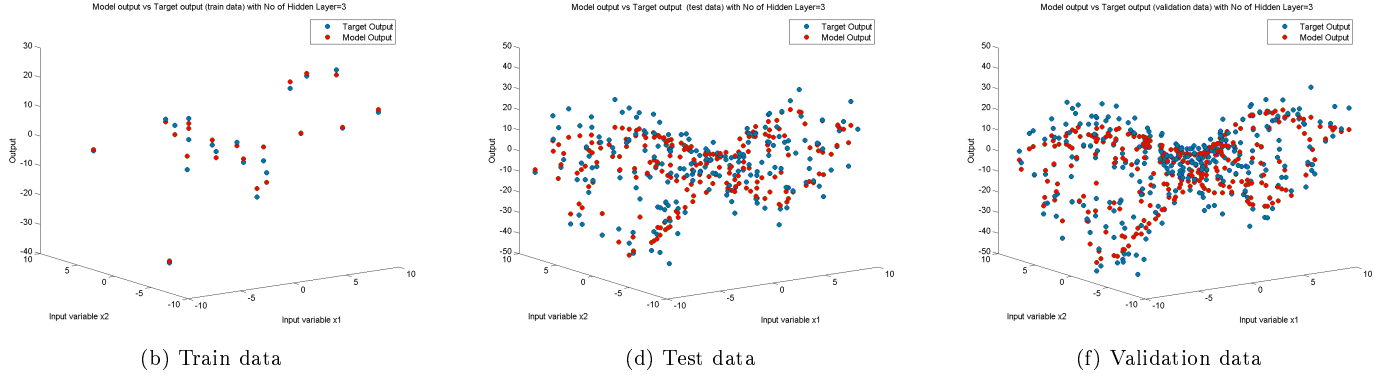 Model output vs Target output (train data) with No of Hidden Layer=3
Target Output
Model Output
30
20
10
0
-10
-20
-30
-40
Output
10
5
0
-5
-10
Input variable x2
-10
-5
0
5
10
Input variable x1
(b) Train data
Model output vs Target output (test data) with No of Hidden Layer=3
Target Output
Model Output
50
40
30
20
10
0
-10
-20
-30
-40
-50
Output
10
5
0
-5
-10
Input variable x2
-10
-5
0
5
10
Input variable x1
(d) Test data
Model output vs Target output (validation data) with No of Hidden Layer=3
Target Output
Model Output
50
40
30
20
10
0
-10
-20
-30
-40
-50
Output
10
5
0
-5
-10
Input variable x2
-10
-5
0
5
10
Input variable x1
(f) Validation data